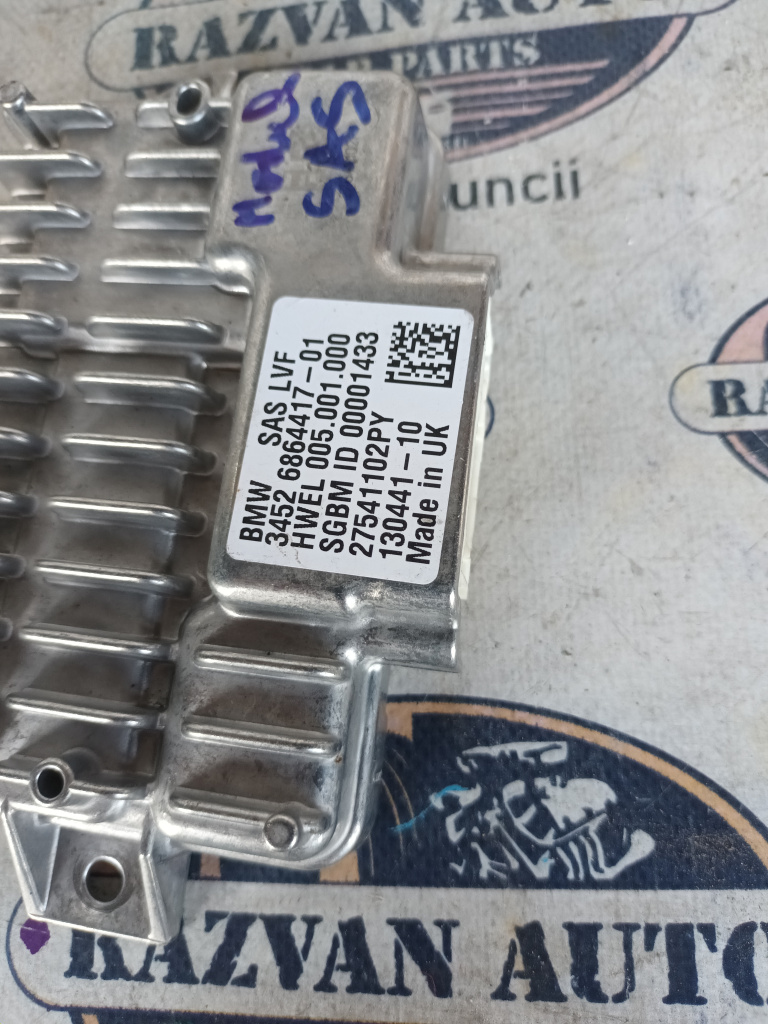 RAZVAN AUTO
PARTS
uncii
SAS
BMW SAS LVF
3452 6864417-01
HWEL 005.001.000
SGBM ID 00001433
27541102PY
130441-10
Made in UK
RA
RAZVAN AUTO